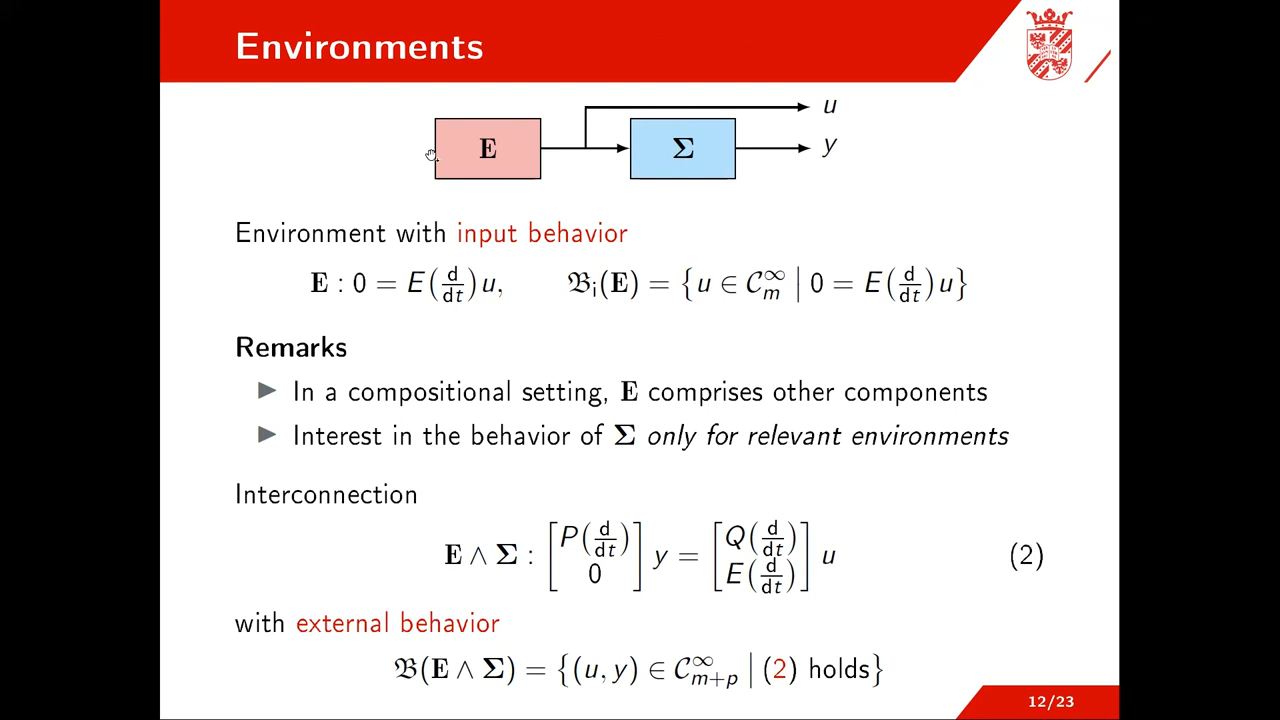 Environments
u
E Σ y
Environment with input behavior
E : 0 = E(d/dt)u, 𝔅ᵢ(E) = {u ∈ 𝒞ₘ^∞ | 0 = E(d/dt)u}
Remarks
▶ In a compositional setting, E comprises other components
▶ Interest in the behavior of Σ only for relevant environments
Interconnection
E ∧ Σ : [P(d/dt) ; 0] y = [Q(d/dt) ; E(d/dt)] u (2)
with external behavior
𝔅(E ∧ Σ) = {(u, y) ∈ 𝒞_{m+p}^∞ | (2) holds}
12/23